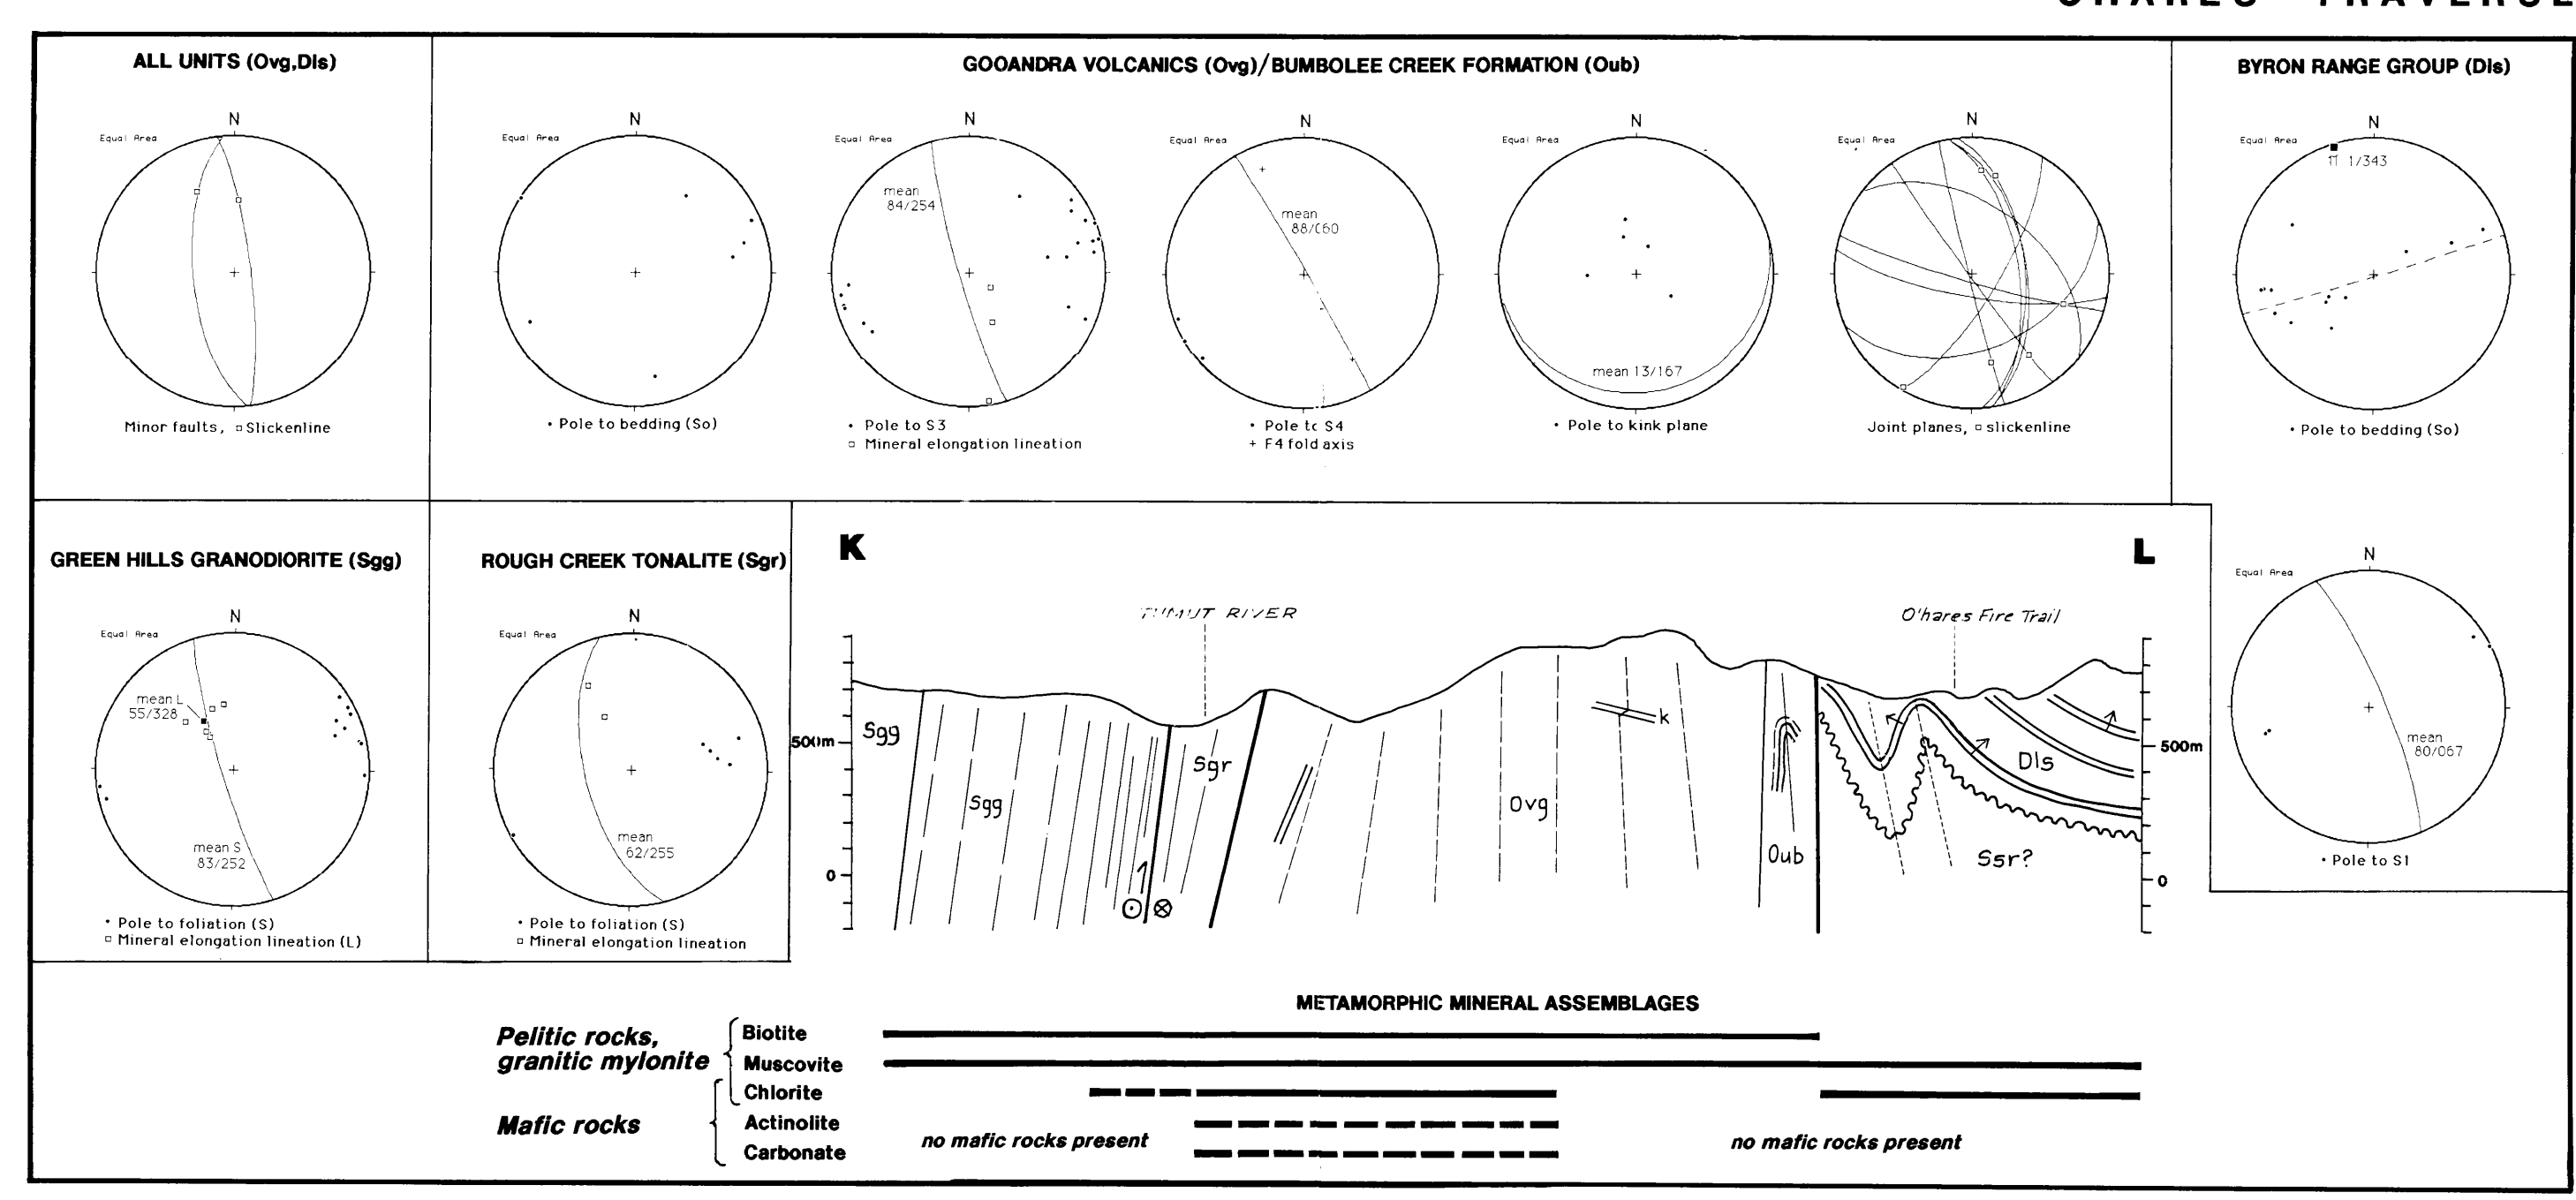 ALL UNITS (Ovg,Dls)
GOOANDRA VOLCANICS (Ovg)/BUMBOLEE CREEK FORMATION (Oub)
BYRON RANGE GROUP (Dls)
N
Equal Area
Minor faults, Slickenline
N
Equal Area
• Pole to bedding (So)
N
Equal Area
mean
84/254
• Pole to S3
Mineral elongation lineation
N
Equal Area
mean
88/060
• Pole to S4
+ F4 fold axis
N
Equal Area
mean 13/167
• Pole to kink plane
N
Equal Area
Joint planes, slickenline
N
Equal Area
π 1/343
• Pole to bedding (So)
GREEN HILLS GRANODIORITE (Sgg)
N
Equal Area
mean L
55/328
mean S
83/252
• Pole to foliation (S)
Mineral elongation lineation (L)
ROUGH CREEK TONALITE (Sgr)
N
Equal Area
mean
62/255
• Pole to foliation (S)
Mineral elongation lineation
K
L
TUMUT RIVER
O'hares Fire Trail
500m
0
Sgg
Sgg
Sgr
Ovg
k
Oub
Dls
Ssr?
500m
0
N
Equal Area
mean
80/067
• Pole to S1
METAMORPHIC MINERAL ASSEMBLAGES
Pelitic rocks,
granitic mylonite
Biotite
Muscovite
Chlorite
Mafic rocks
Actinolite
Carbonate
no mafic rocks present
no mafic rocks present